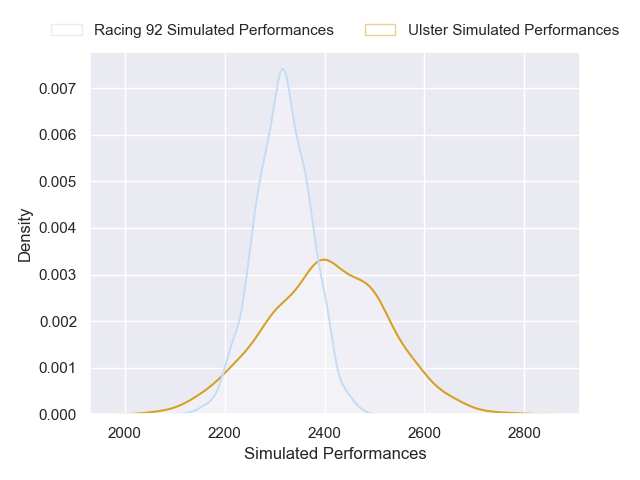 Racing 92 Simulated Performances Ulster Simulated Performances
0.007
0.006
0.005
0.004
0.003
0.002
0.001
0.000
Density
2000 2200 2400 2600 2800
Simulated Performances